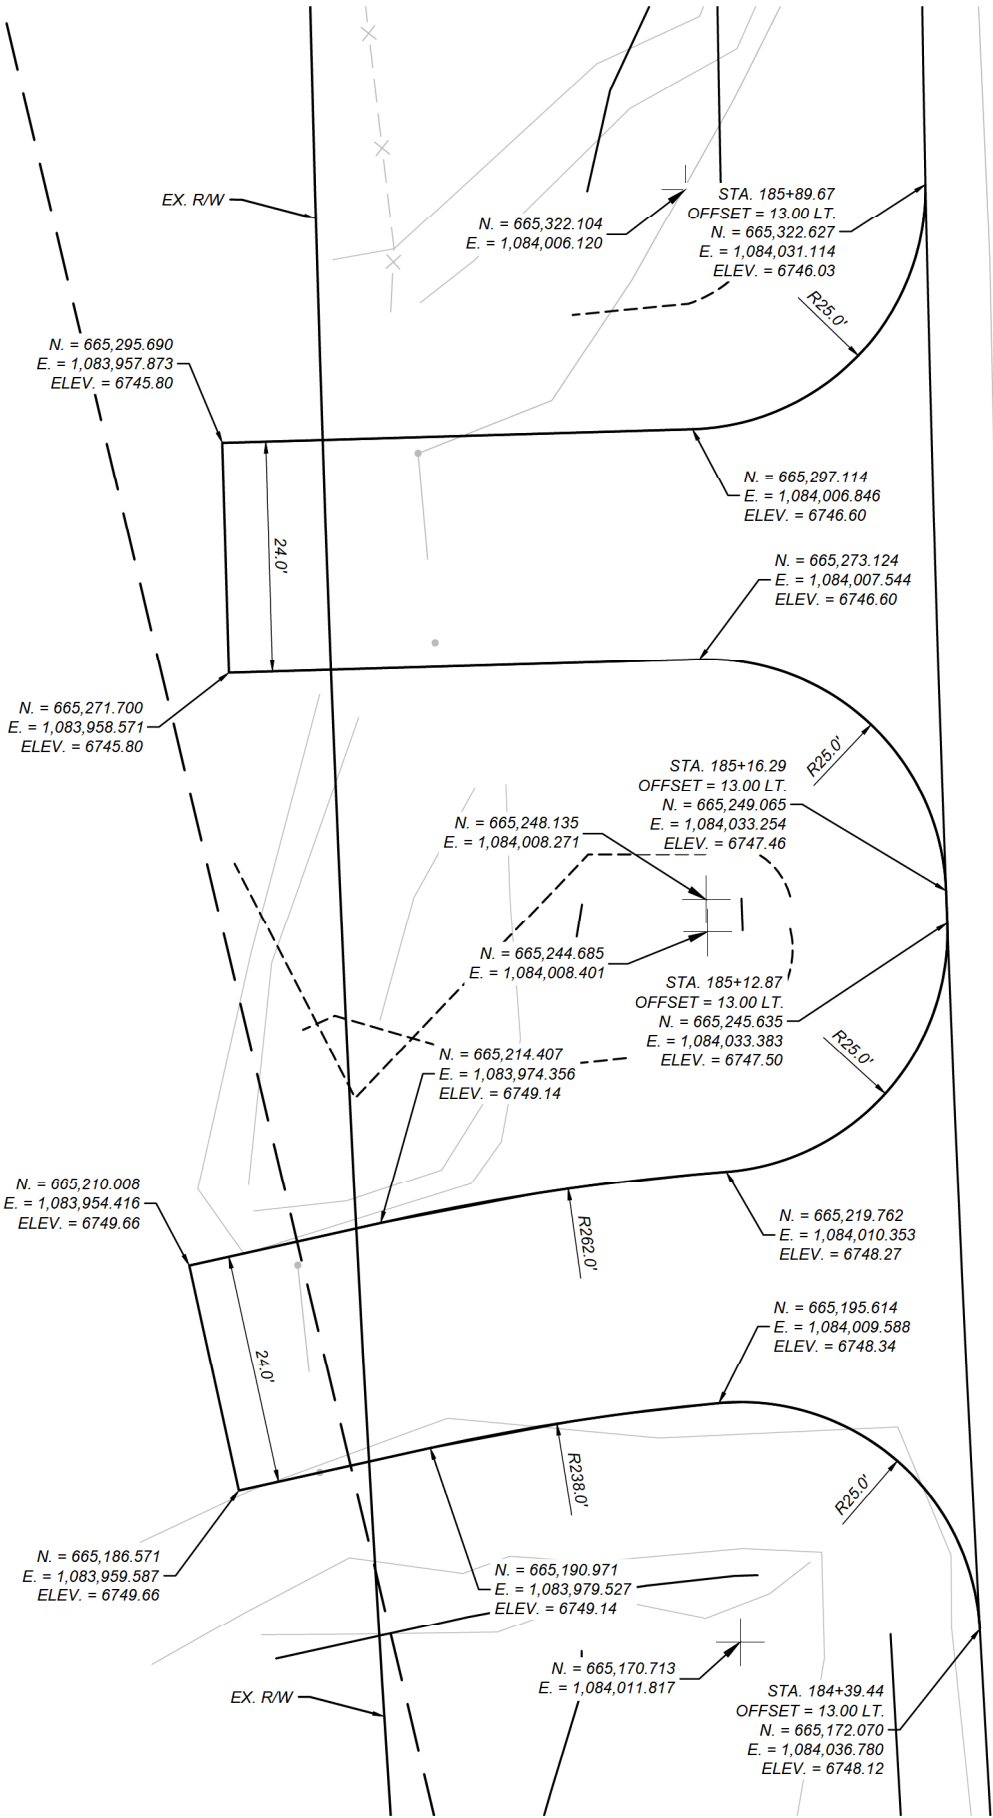 EX. R/W
N. = 665,322.104
E. = 1,084,006.120
STA. 185+89.67
OFFSET = 13.00 LT.
N. = 665,322.627
E. = 1,084,031.114
ELEV. = 6746.03
R25.0'
N. = 665,295.690
E. = 1,083,957.873
ELEV. = 6745.80
N. = 665,297.114
E. = 1,084,006.846
ELEV. = 6746.60
24.0'
N. = 665,273.124
E. = 1,084,007.544
ELEV. = 6746.60
N. = 665,271.700
E. = 1,083,958.571
ELEV. = 6745.80
R25.0'
STA. 185+16.29
OFFSET = 13.00 LT.
N. = 665,249.065
E. = 1,084,033.254
ELEV. = 6747.46
N. = 665,248.135
E. = 1,084,008.271
N. = 665,244.685
E. = 1,084,008.401
STA. 185+12.87
OFFSET = 13.00 LT.
N. = 665,245.635
E. = 1,084,033.383
ELEV. = 6747.50
R25.0'
N. = 665,214.407
E. = 1,083,974.356
ELEV. = 6749.14
N. = 665,210.008
E. = 1,083,954.416
ELEV. = 6749.66
R262.0'
N. = 665,219.762
E. = 1,084,010.353
ELEV. = 6748.27
N. = 665,195.614
E. = 1,084,009.588
ELEV. = 6748.34
24.0'
R238.0'
R25.0'
N. = 665,186.571
E. = 1,083,959.587
ELEV. = 6749.66
N. = 665,190.971
E. = 1,083,979.527
ELEV. = 6749.14
N. = 665,170.713
E. = 1,084,011.817
EX. R/W
STA. 184+39.44
OFFSET = 13.00 LT.
N. = 665,172.070
E. = 1,084,036.780
ELEV. = 6748.12